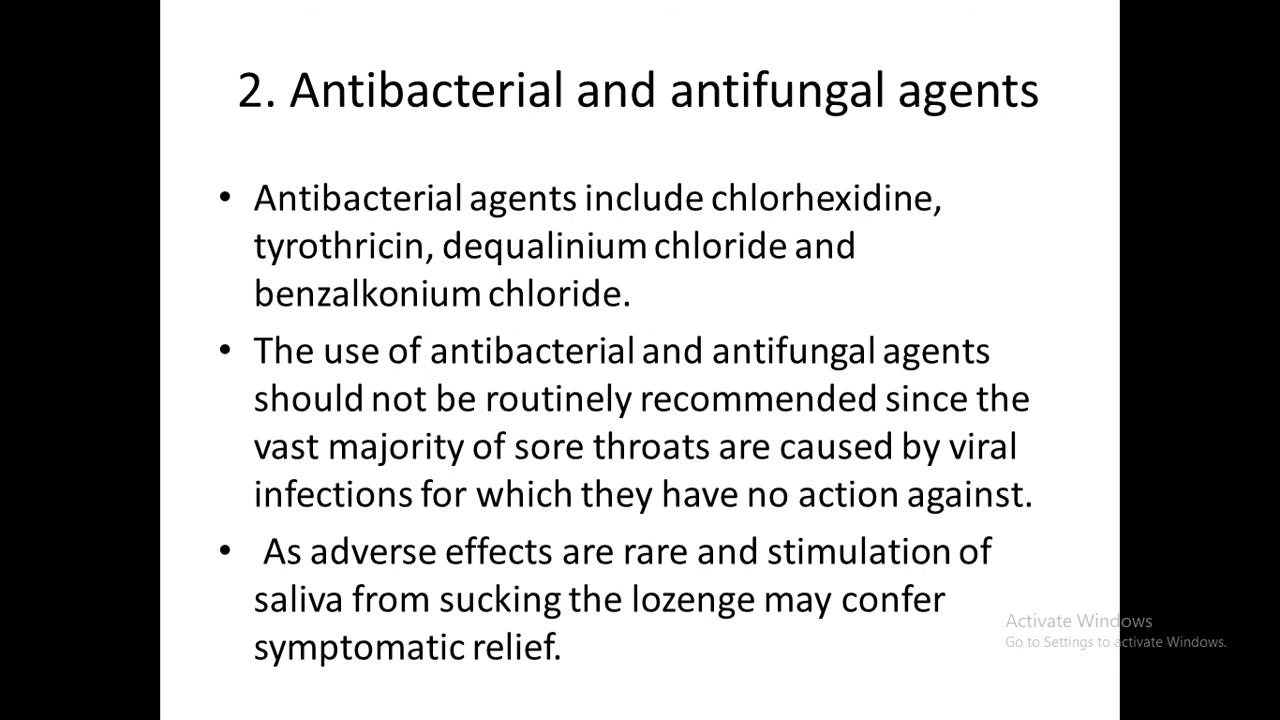 2. Antibacterial and antifungal agents
• Antibacterial agents include chlorhexidine,
tyrothricin, dequalinium chloride and
benzalkonium chloride.
• The use of antibacterial and antifungal agents
should not be routinely recommended since the
vast majority of sore throats are caused by viral
infections for which they have no action against.
• As adverse effects are rare and stimulation of
saliva from sucking the lozenge may confer
symptomatic relief.
Activate Windows
Go to Settings to activate Windows.